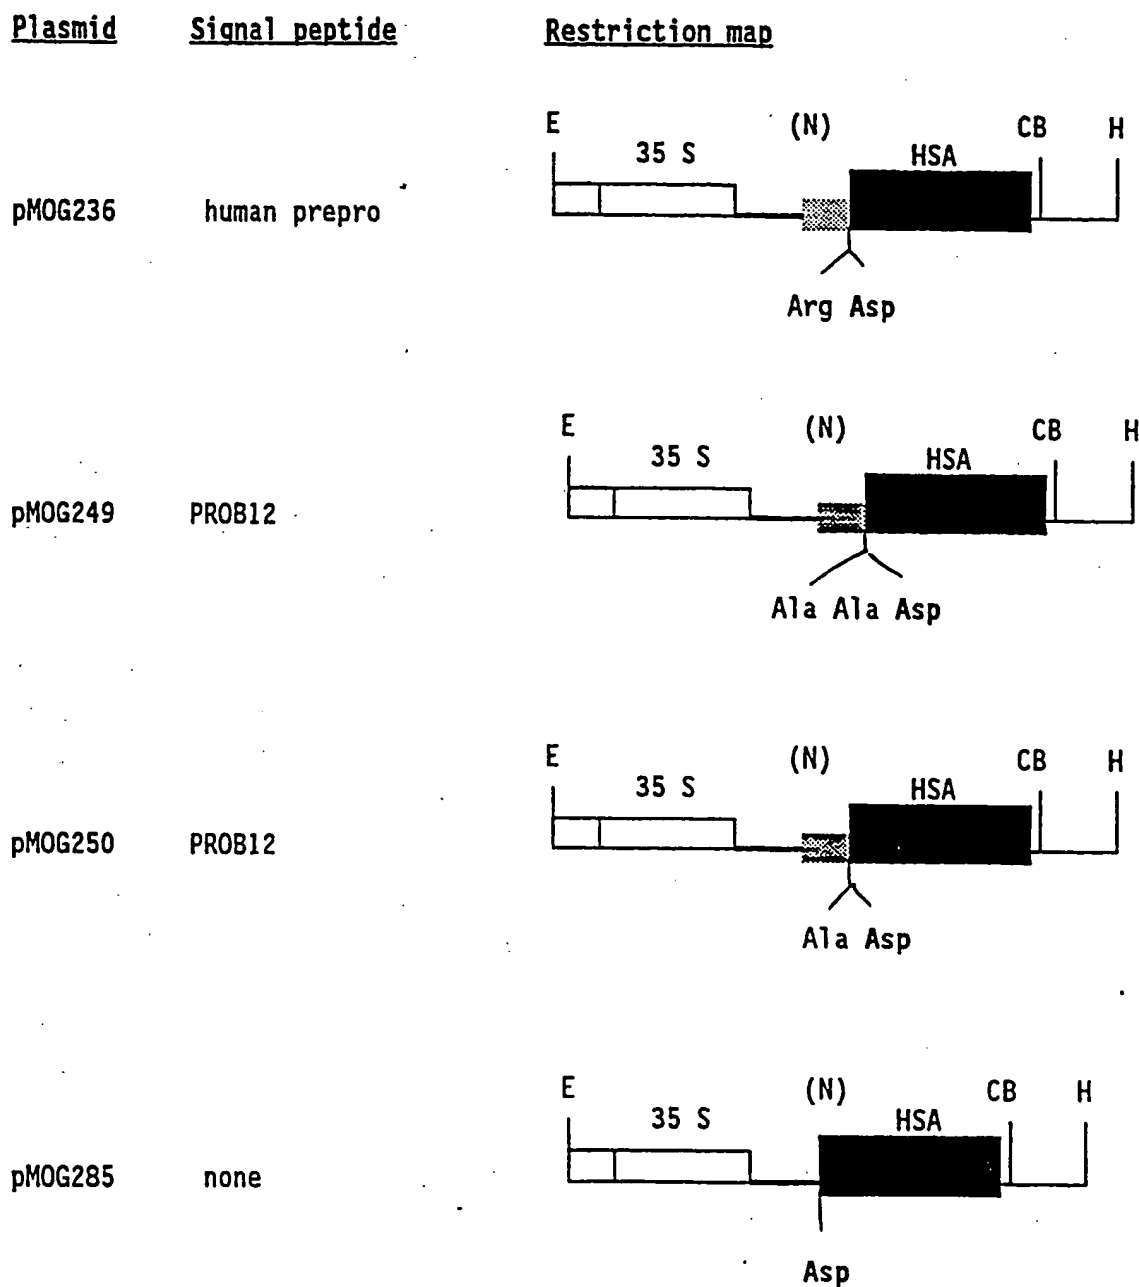 Plasmid Signal peptide Restriction map
E (N) CB H
35 S HSA
pMOG236 human prepro
Arg Asp
E (N) CB H
35 S HSA
pMOG249 PROB12
Ala Ala Asp
E (N) CB H
35 S HSA
pMOG250 PROB12
Ala Asp
E (N) CB H
35 S HSA
pMOG285 none
Asp